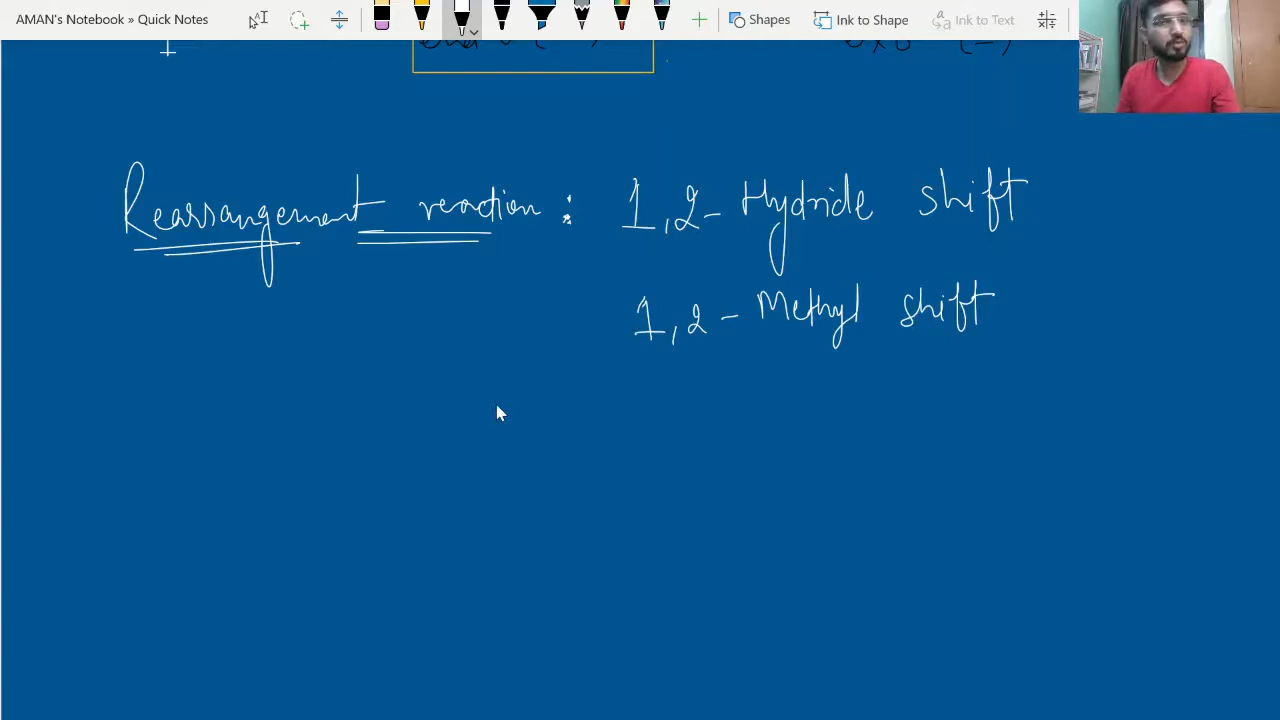 AMAN's Notebook » Quick Notes
Shapes
Ink to Shape
Ink to Text
Rearrangement reaction : 1,2- Hydride shift
1,2 - Methyl shift